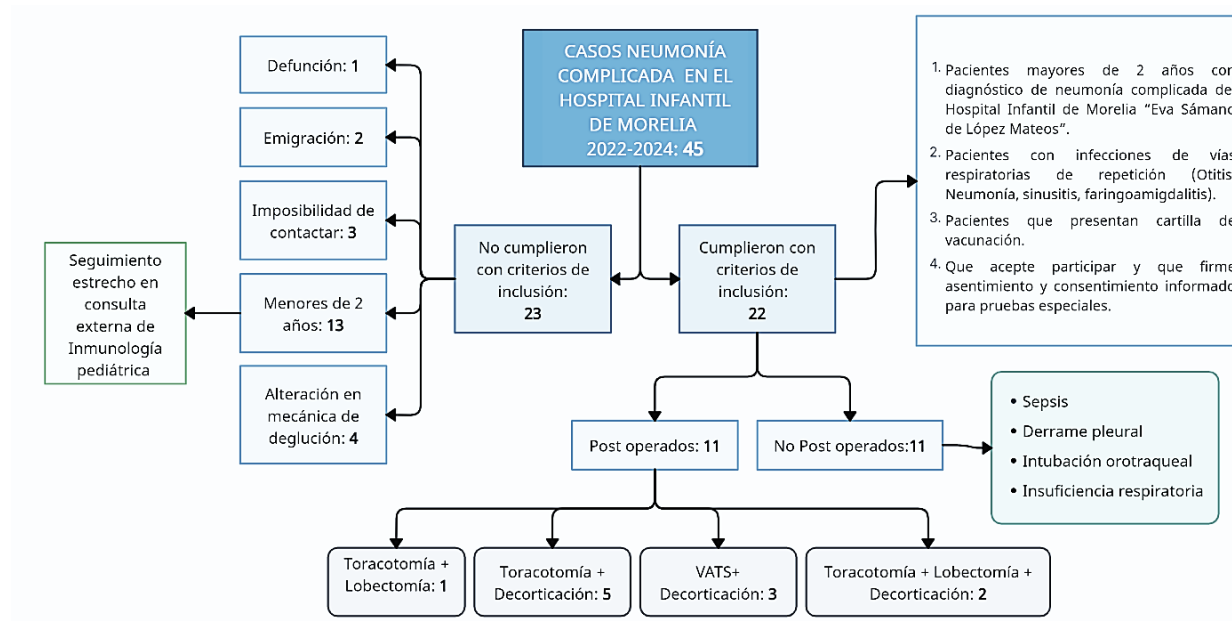 CASOS NEUMONÍA
COMPLICADA EN EL
HOSPITAL INFANTIL
DE MORELIA
2022-2024: 45
Defunción: 1
Emigración: 2
Imposibilidad de
contactar: 3
Menores de 2
años: 13
Alteración en
mecánica de
deglución: 4
Seguimiento
estrecho en
consulta
externa de
Inmunología
pediátrica
No cumplieron
con criterios de
inclusión:
23
Cumplieron con
criterios de
inclusión:
22
1. Pacientes mayores de 2 años con
diagnóstico de neumonía complicada de
Hospital Infantil de Morelia “Eva Sámano
de López Mateos”.
2. Pacientes con infecciones de vías
respiratorias de repetición (Otitis
Neumonía, sinusitis, faringoamigdalitis).
3. Pacientes que presentan cartilla de
vacunación.
4. Que acepte participar y que firme
asentimiento y consentimiento informado
para pruebas especiales.
Post operados: 11
No Post operados:11
• Sepsis
• Derrame pleural
• Intubación orotraqueal
• Insuficiencia respiratoria
Toracotomía +
Lobectomía: 1
Toracotomía +
Decorticación: 5
VATS+
Decorticación: 3
Toracotomía + Lobectomía +
Decorticación: 2